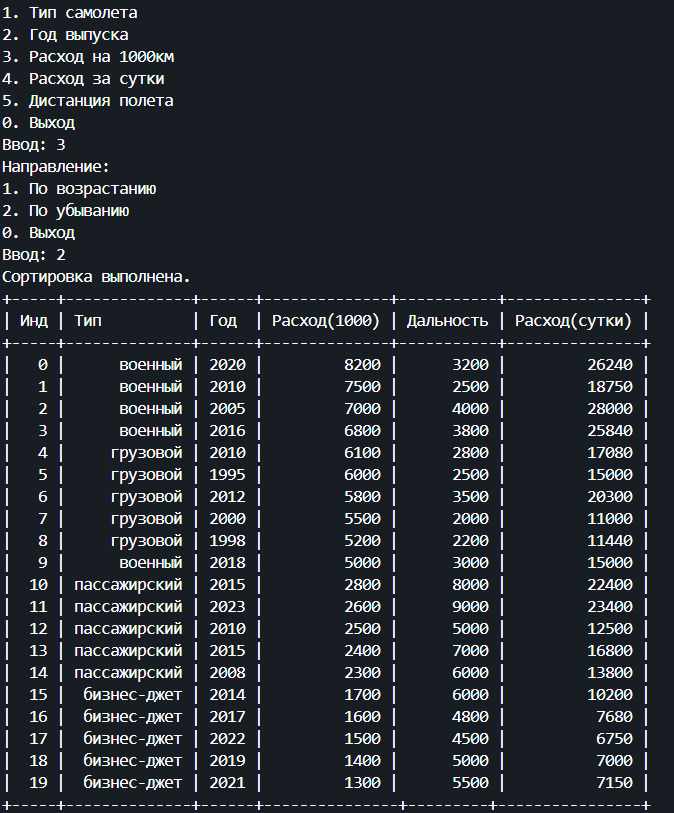 1. Тип самолета
2. Год выпуска
3. Расход на 1000км
4. Расход за сутки
5. Дистанция полета
0. Выход
Ввод: 3
Направление:
1. По возрастанию
2. По убыванию
0. Выход
Ввод: 2
Сортировка выполнена.
+-----+--------------+------+--------------+------------+---------------+
| Инд | Тип          | Год  | Расход(1000) | Дальность | Расход(сутки) |
+-----+--------------+------+--------------+------------+---------------+
|   0 |      военный | 2020 |         8200 |      3200 |         26240 |
|   1 |      военный | 2010 |         7500 |      2500 |         18750 |
|   2 |      военный | 2005 |         7000 |      4000 |         28000 |
|   3 |      военный | 2016 |         6800 |      3800 |         25840 |
|   4 |     грузовой | 2010 |         6100 |      2800 |         17080 |
|   5 |     грузовой | 1995 |         6000 |      2500 |         15000 |
|   6 |     грузовой | 2012 |         5800 |      3500 |         20300 |
|   7 |     грузовой | 2000 |         5500 |      2000 |         11000 |
|   8 |     грузовой | 1998 |         5200 |      2200 |         11440 |
|   9 |      военный | 2018 |         5000 |      3000 |         15000 |
|  10 | пассажирский | 2015 |         2800 |      8000 |         22400 |
|  11 | пассажирский | 2023 |         2600 |      9000 |         23400 |
|  12 | пассажирский | 2010 |         2500 |      5000 |         12500 |
|  13 | пассажирский | 2015 |         2400 |      7000 |         16800 |
|  14 | пассажирский | 2008 |         2300 |      6000 |         13800 |
|  15 |  бизнес-джет | 2014 |         1700 |      6000 |         10200 |
|  16 |  бизнес-джет | 2017 |         1600 |      4800 |          7680 |
|  17 |  бизнес-джет | 2022 |         1500 |      4500 |          6750 |
|  18 |  бизнес-джет | 2019 |         1400 |      5000 |          7000 |
|  19 |  бизнес-джет | 2021 |         1300 |      5500 |          7150 |
+-----+--------------+------+---------------+---------+----------------+